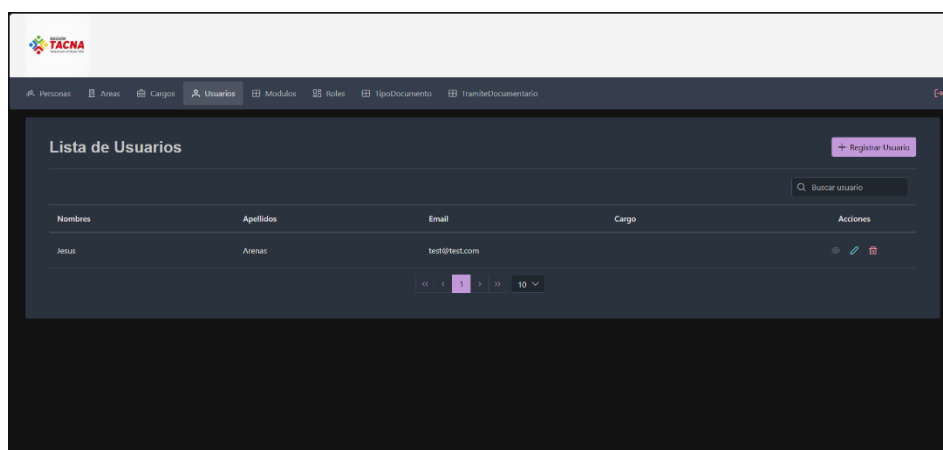 REGIÓN
TACNA
Personas Areas Cargos Usuarios Modulos Roles TipoDocumento TramiteDocumentario
Lista de Usuarios
+ Registrar Usuario
Buscar usuario
Nombres Apellidos Email Cargo Acciones
Jesus Arenas test@test.com
<< < 1 > >> 10